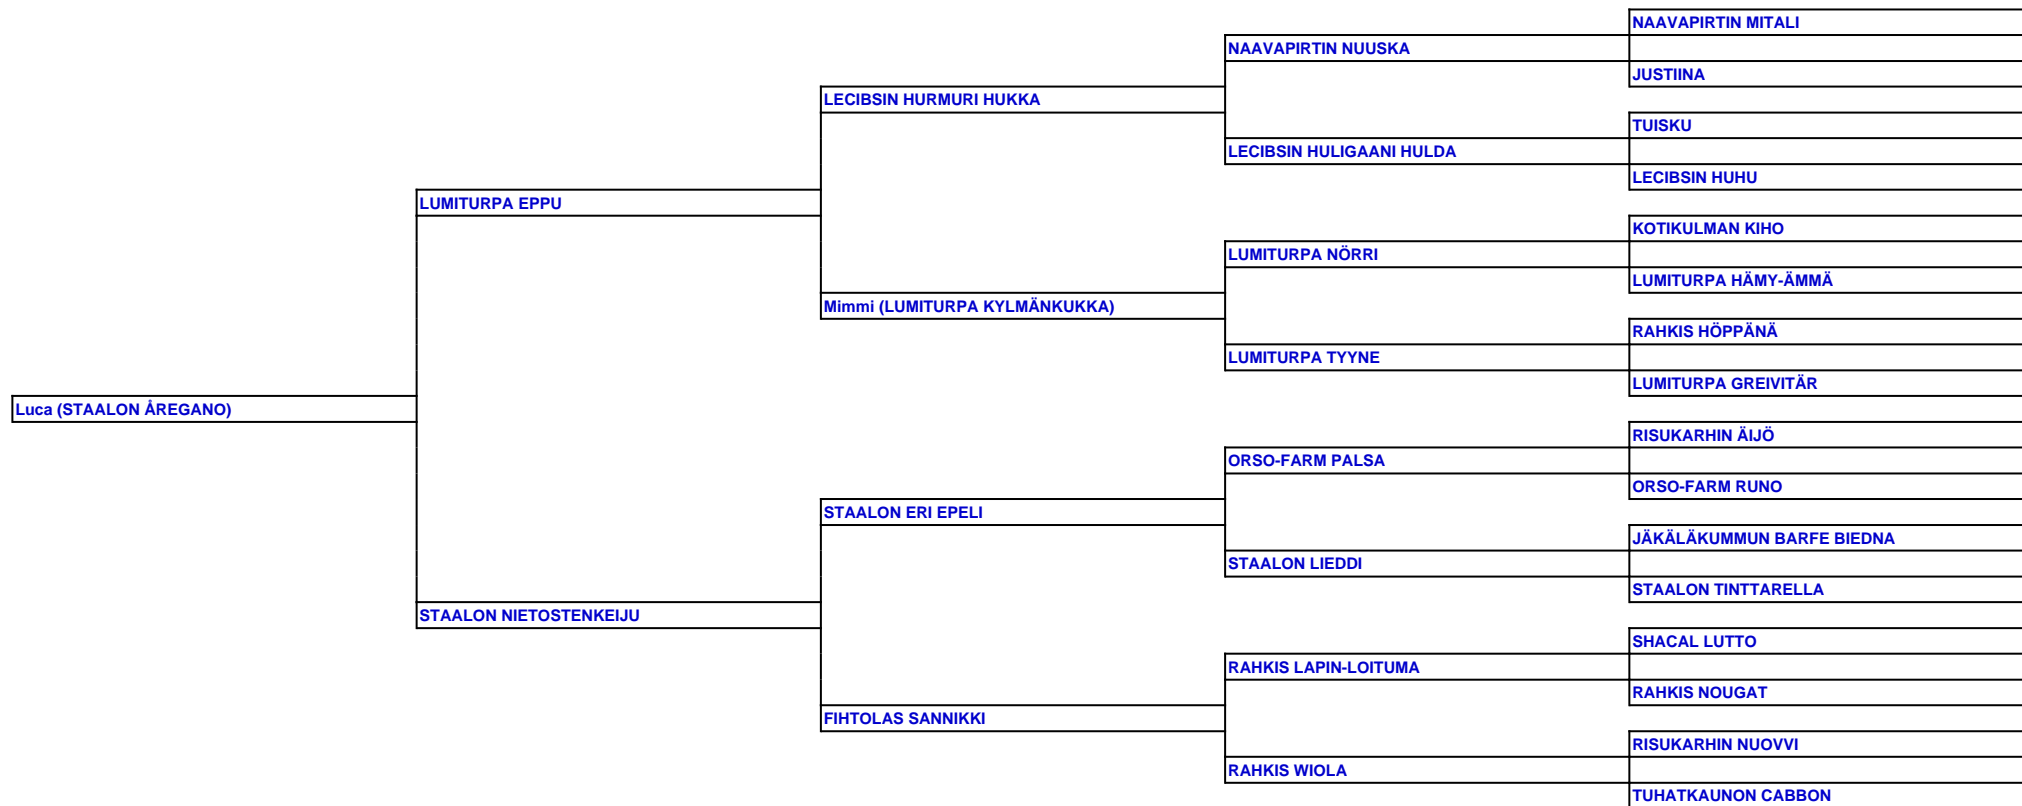 NAAVAPIRTIN MITALI
NAAVAPIRTIN NUUSKA
JUSTIINA
LECIBSIN HURMURI HUKKA
TUISKU
LECIBSIN HULIGAANI HULDA
LECIBSIN HUHU
LUMITURPA EPPU
KOTIKULMAN KIHO
LUMITURPA NÖRRI
LUMITURPA HÄMY-ÄMMÄ
Mimmi (LUMITURPA KYLMÄNKUKKA)
RAHKIS HÖPPÄNÄ
LUMITURPA TYYNE
LUMITURPA GREIVITÄR
Luca (STAALON ÅREGANO)
RISUKARHIN ÄIJÖ
ORSO-FARM PALSA
ORSO-FARM RUNO
STAALON ERI EPELI
JÄKÄLÄKUMMUN BARFE BIEDNA
STAALON LIEDDI
STAALON TINTTARELLA
STAALON NIETOSTENKEIJU
SHACAL LUTTO
RAHKIS LAPIN-LOITUMA
RAHKIS NOUGAT
FIHTOLAS SANNIKKI
RISUKARHIN NUOVVI
RAHKIS WIOLA
TUHATKAUNON CABBON